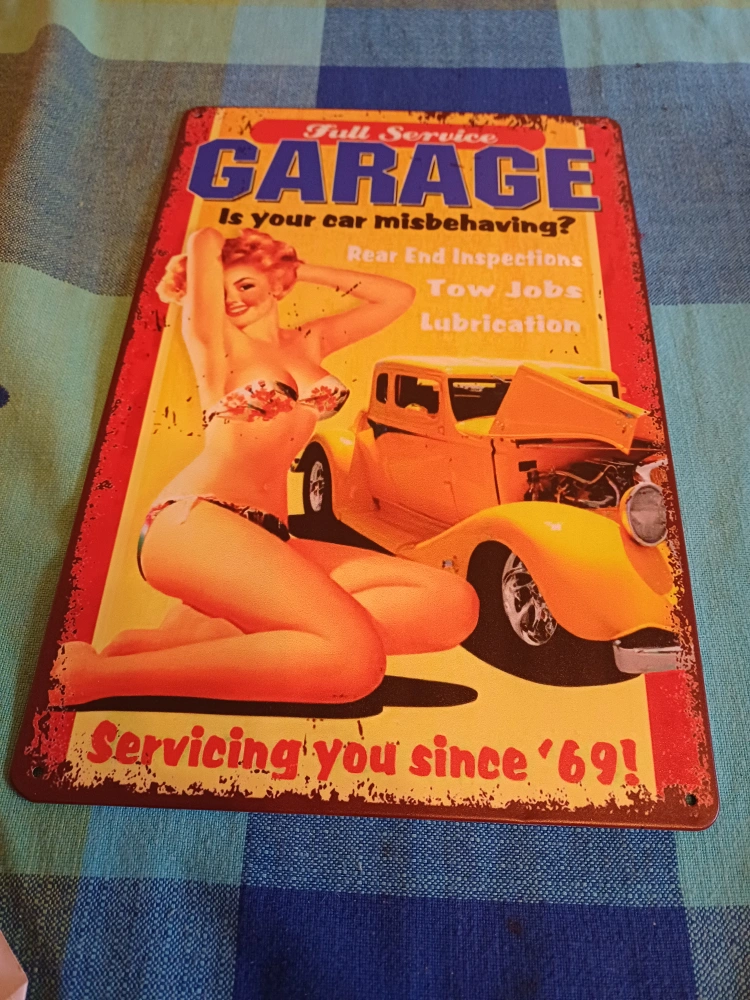 Full Service
GARAGE
Is your car misbehaving?
Rear End Inspections
Tow Jobs
Lubrication
Servicing you since '69!